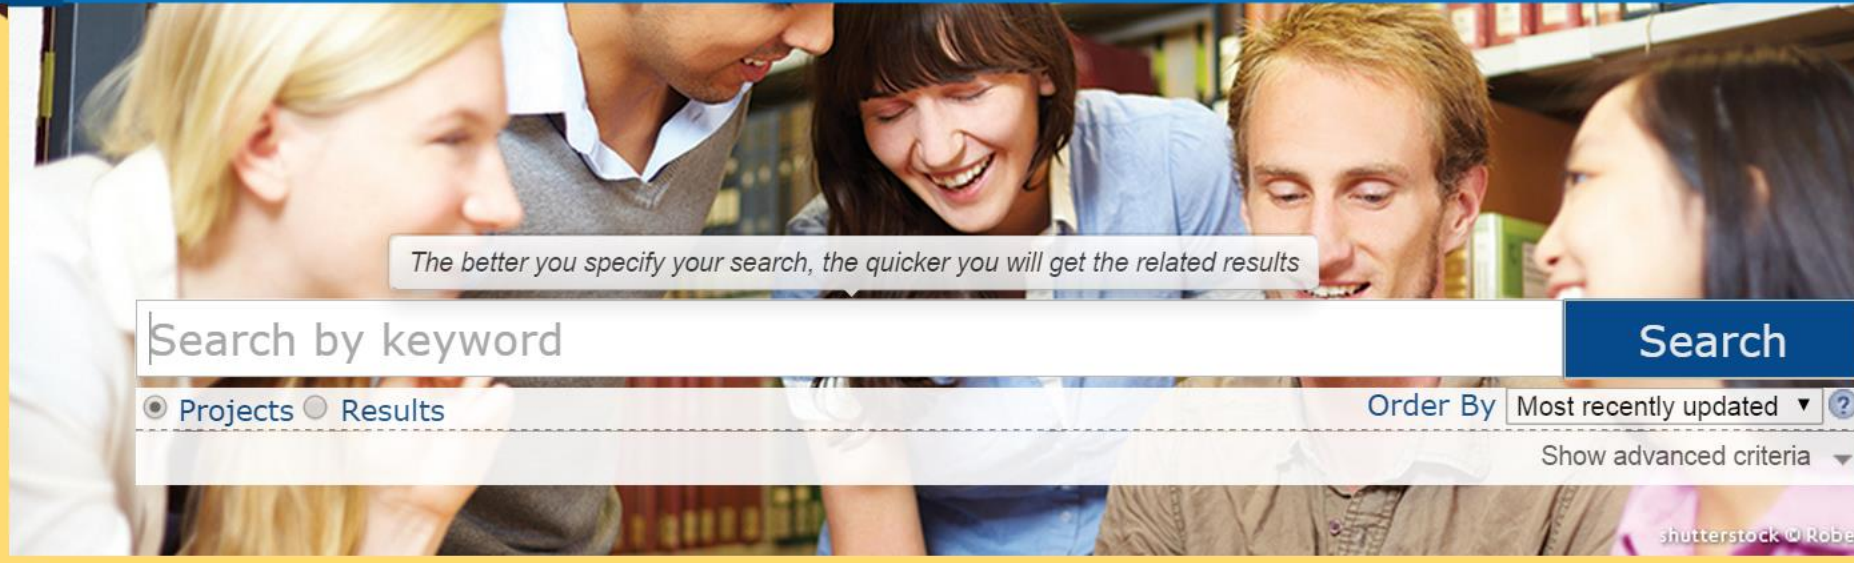 The better you specify your search, the quicker you will get the related results
Search by keyword
Search
Projects Results
Order By Most recently updated ?
Show advanced criteria
shutterstock © Robe